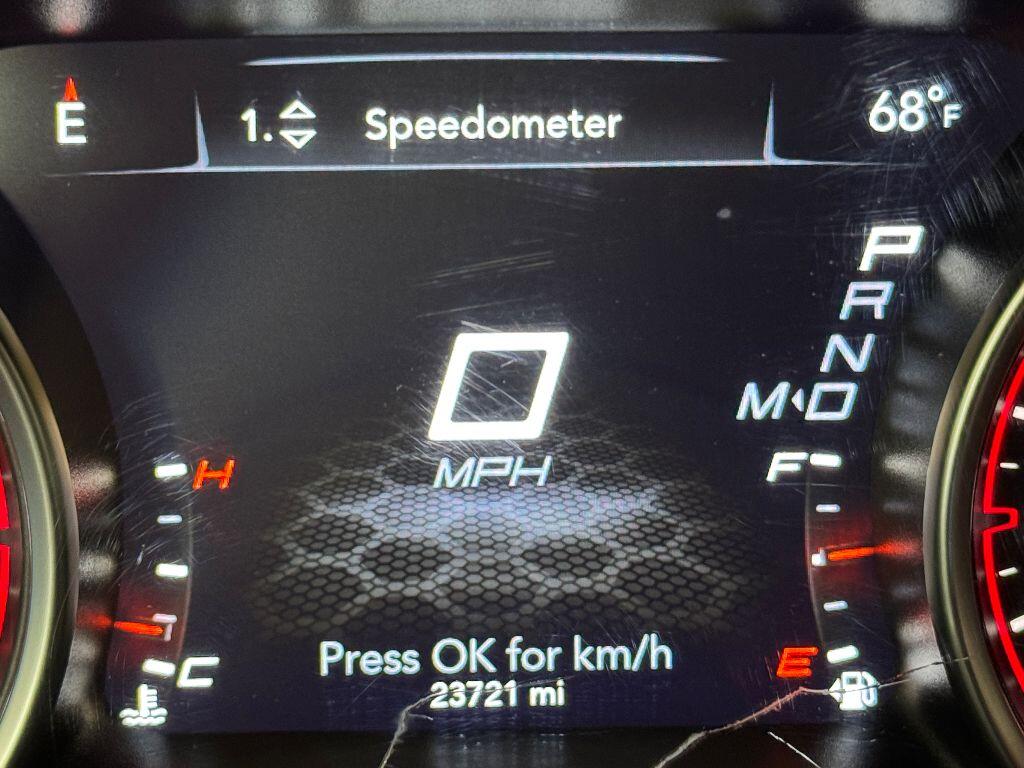 E
1. Speedometer
68°F
P
R
N
M D
0
MPH
H
C
F
E
Press OK for km/h
23721 mi